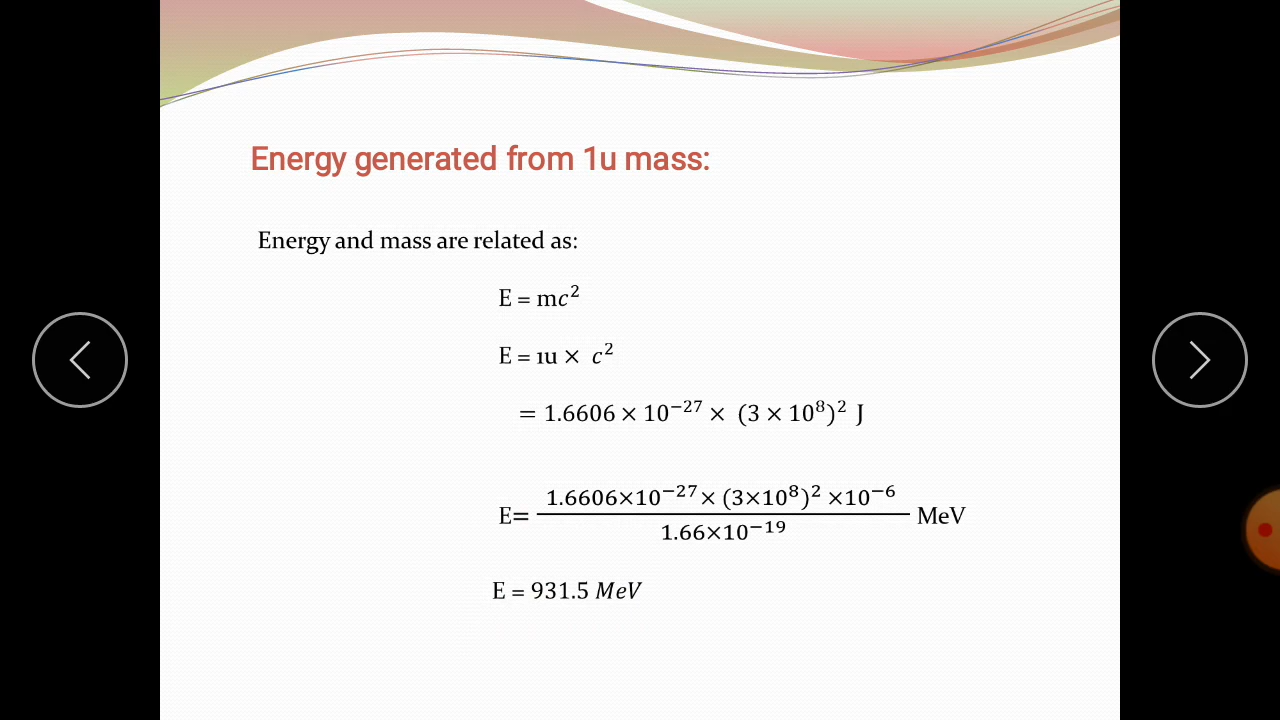 Energy generated from 1u mass:
Energy and mass are related as:
E = mc²
E = 1u × c²
= 1.6606 × 10⁻²⁷ × (3 × 10⁸)² J
E= 1.6606×10⁻²⁷× (3×10⁸)² ×10⁻⁶ MeV
1.66×10⁻¹⁹
E = 931.5 MeV